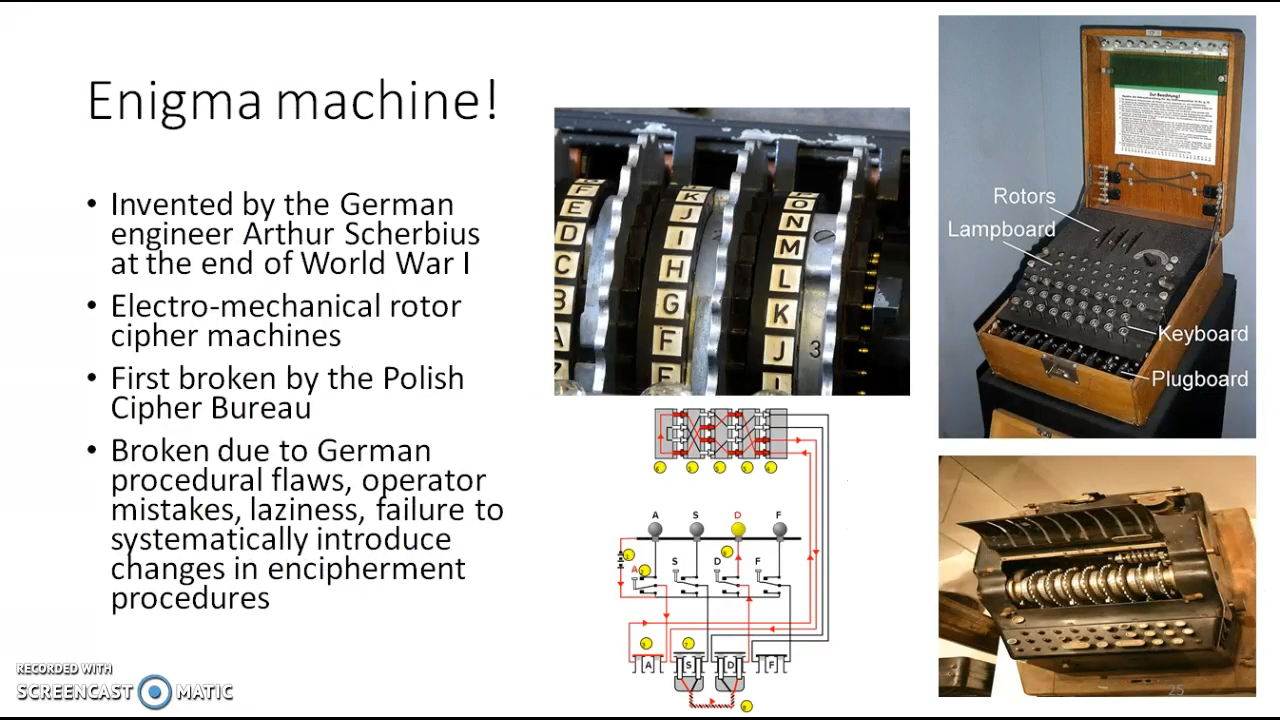 Enigma machine!
• Invented by the German
engineer Arthur Scherbius
at the end of World War I
• Electro-mechanical rotor
cipher machines
• First broken by the Polish
Cipher Bureau
• Broken due to German
procedural flaws, operator
mistakes, laziness, failure to
systematically introduce
changes in encipherment
procedures
F
E
D
C
B
A
Z
K
J
I
H
G
F
E
O
N
M
L
K
J
I
3
Rotors
Lampboard
Keyboard
Plugboard
A S D F
A S D F
A S D F
RECORDED WITH
SCREENCAST MATIC
25